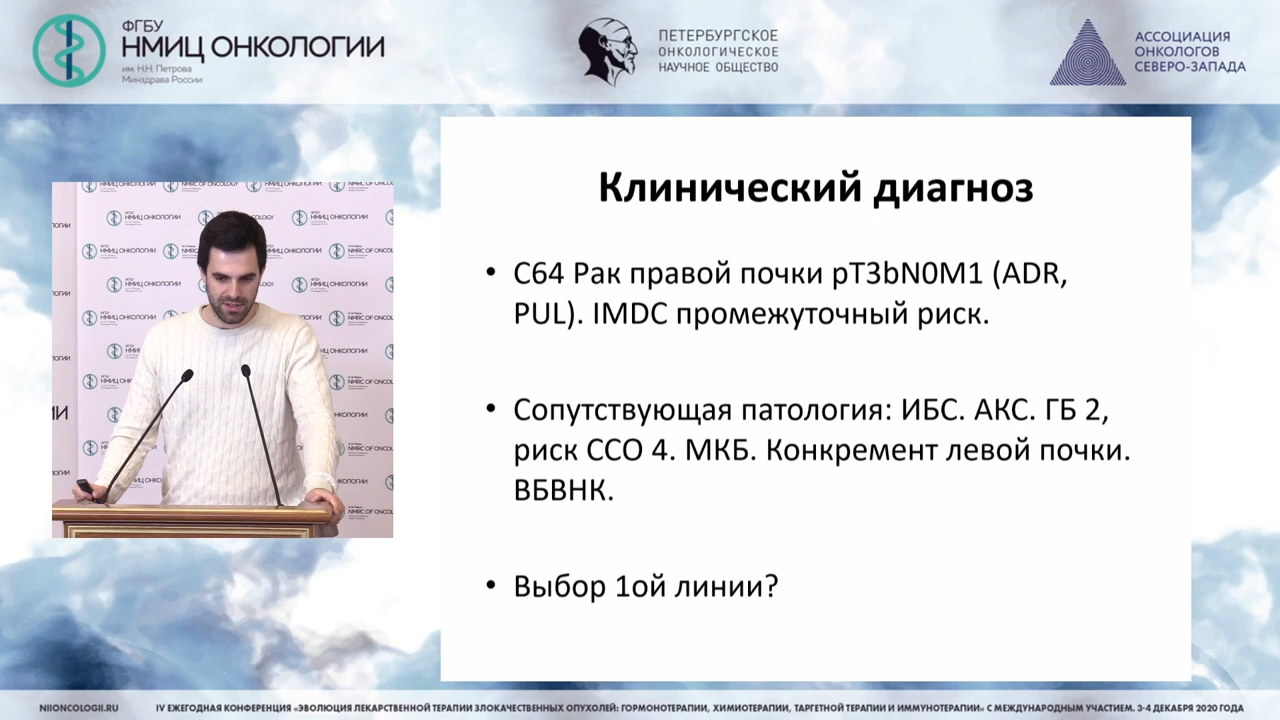 ФГБУ
НМИЦ ОНКОЛОГИИ
им. Н.Н. Петрова
Минздрава России
ПЕТЕРБУРГСКОЕ
ОНКОЛОГИЧЕСКОЕ
НАУЧНОЕ ОБЩЕСТВО
АССОЦИАЦИЯ
ОНКОЛОГОВ
СЕВЕРО-ЗАПАДА
Клинический диагноз
• С64 Рак правой почки pT3bN0M1 (ADR,
PUL). IMDC промежуточный риск.
• Сопутствующая патология: ИБС. АКС. ГБ 2,
риск ССО 4. МКБ. Конкремент левой почки.
ВБВНК.
• Выбор 1ой линии?
NIIONCOLOGII.RU
IV ЕЖЕГОДНАЯ КОНФЕРЕНЦИЯ «ЭВОЛЮЦИЯ ЛЕКАРСТВЕННОЙ ТЕРАПИИ ЗЛОКАЧЕСТВЕННЫХ ОПУХОЛЕЙ: ГОРМОНОТЕРАПИИ, ХИМИОТЕРАПИИ, ТАРГЕТНОЙ ТЕРАПИИ И ИММУНОТЕРАПИИ» С МЕЖДУНАРОДНЫМ УЧАСТИЕМ. 3-4 ДЕКАБРЯ 2020 ГОДА